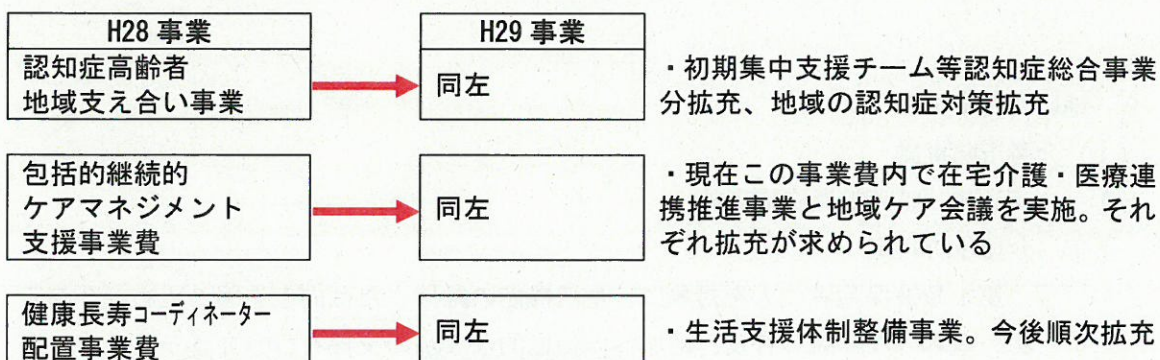 H28 事業
H29 事業
認知症高齢者
地域支え合い事業
同左
・初期集中支援チーム等認知症総合事業
分拡充、地域の認知症対策拡充
包括的継続的
ケアマネジメント
支援事業費
同左
・現在この事業費内で在宅介護・医療連
携推進事業と地域ケア会議を実施。それ
ぞれ拡充が求められている
健康長寿コーディネーター
配置事業費
同左
・生活支援体制整備事業。今後順次拡充